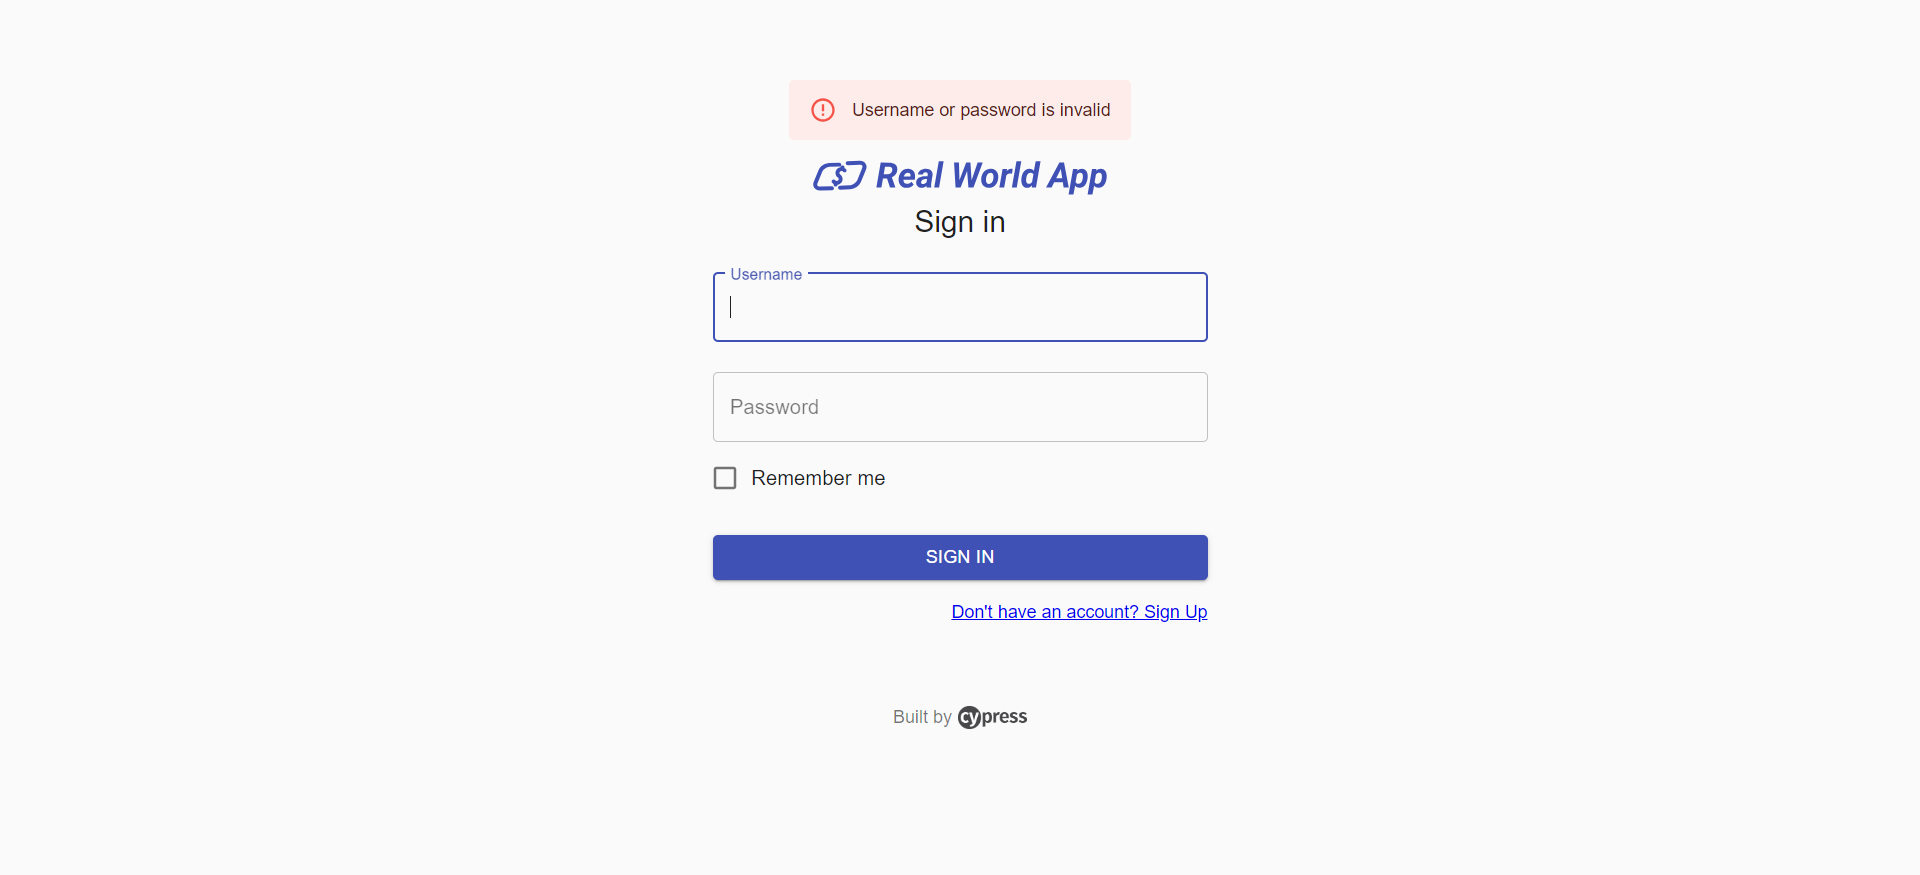 Username or password is invalid
Real World App
Sign in
Username
Password
Remember me
SIGN IN
Don't have an account? Sign Up
Built by cypress